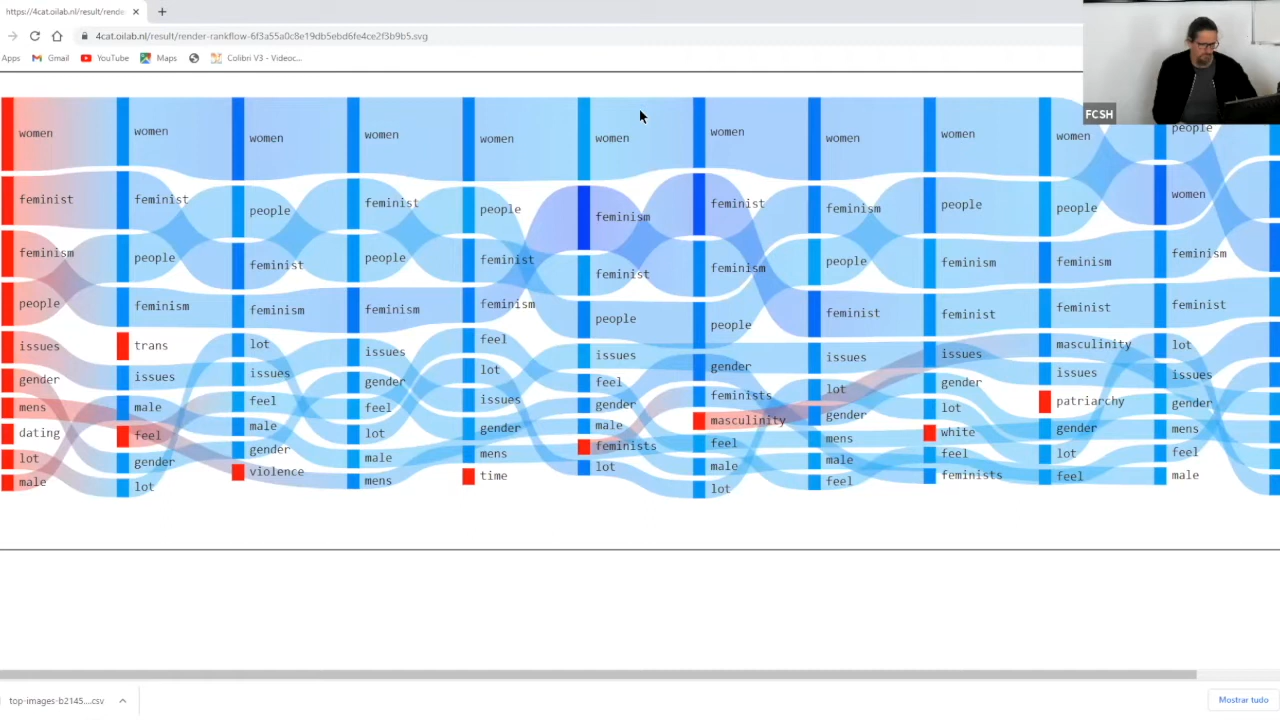 https://4cat.oilab.nl/result/rende
4cat.oilab.nl/result/render-rankflow-6f3a55a0c8e19db5ebd6fe4ce2f3b9b5.svg
Apps Gmail YouTube Maps Colibri V3 - Videoc...
FCSH
women
feminist
feminism
people
issues
gender
mens
dating
lot
male
women
feminist
people
feminism
trans
issues
male
feel
gender
lot
women
people
feminist
feminism
lot
issues
feel
male
gender
violence
women
feminist
people
feminism
issues
gender
feel
lot
male
mens
women
people
feminist
feminism
feel
lot
issues
gender
mens
time
women
feminism
feminist
people
issues
feel
gender
male
feminists
lot
women
feminist
feminism
people
gender
feminists
masculinity
feel
male
lot
women
feminism
people
feminist
issues
lot
gender
mens
male
feel
women
people
feminism
feminist
issues
gender
lot
white
feel
feminists
women
people
feminism
feminist
masculinity
issues
patriarchy
gender
lot
feel
people
women
feminism
feminist
lot
issues
gender
mens
feel
male
top-images-b2145....csv
Mostrar tudo